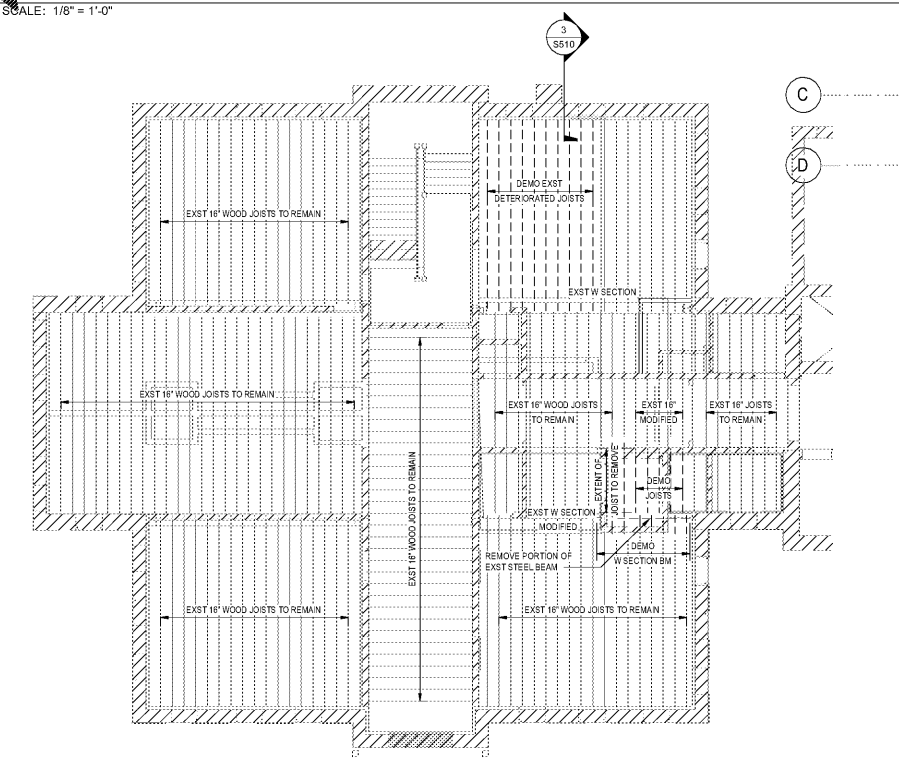 SCALE: 1/8" = 1'-0"
3
S510
C
D
DEMO EXST
DETERIORATED JOISTS
EXST 16" WOOD JOISTS TO REMAIN
EXST W SECTION
EXST 16" WOOD JOISTS TO REMAIN
EXST 16" WOOD JOISTS
TO REMAIN
EXST 16"
MODIFIED
EXST 16" JOISTS
TO REMAIN
EXST 16" WOOD JOISTS TO REMAIN
EXTENT OF
JOIST TO REMOVE
DEMO
JOISTS
EXST W SECTION
MODIFIED
REMOVE PORTION OF
EXST STEEL BEAM
DEMO
W SECTION BM
EXST 16" WOOD JOISTS TO REMAIN
EXST 16" WOOD JOISTS TO REMAIN